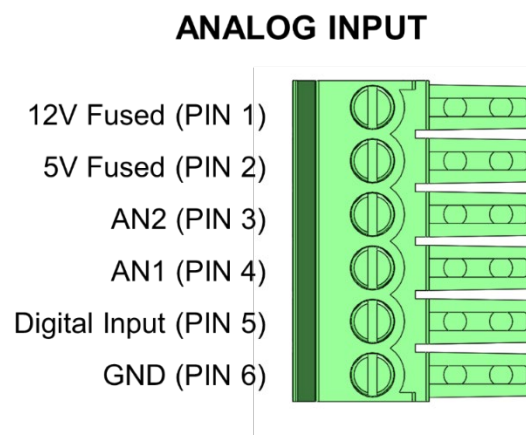 ANALOG INPUT
12V Fused (PIN 1)
5V Fused (PIN 2)
AN2 (PIN 3)
AN1 (PIN 4)
Digital Input (PIN 5)
GND (PIN 6)